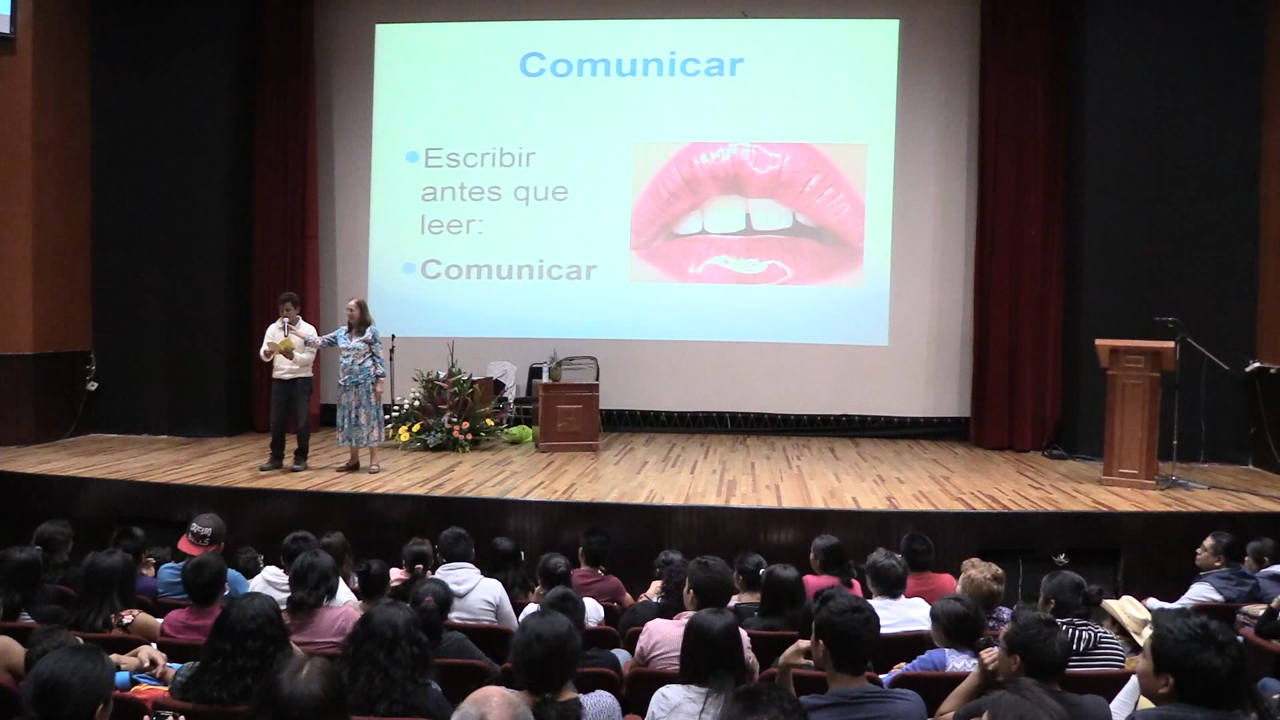 Comunicar
Escribir
antes que
leer:
Comunicar